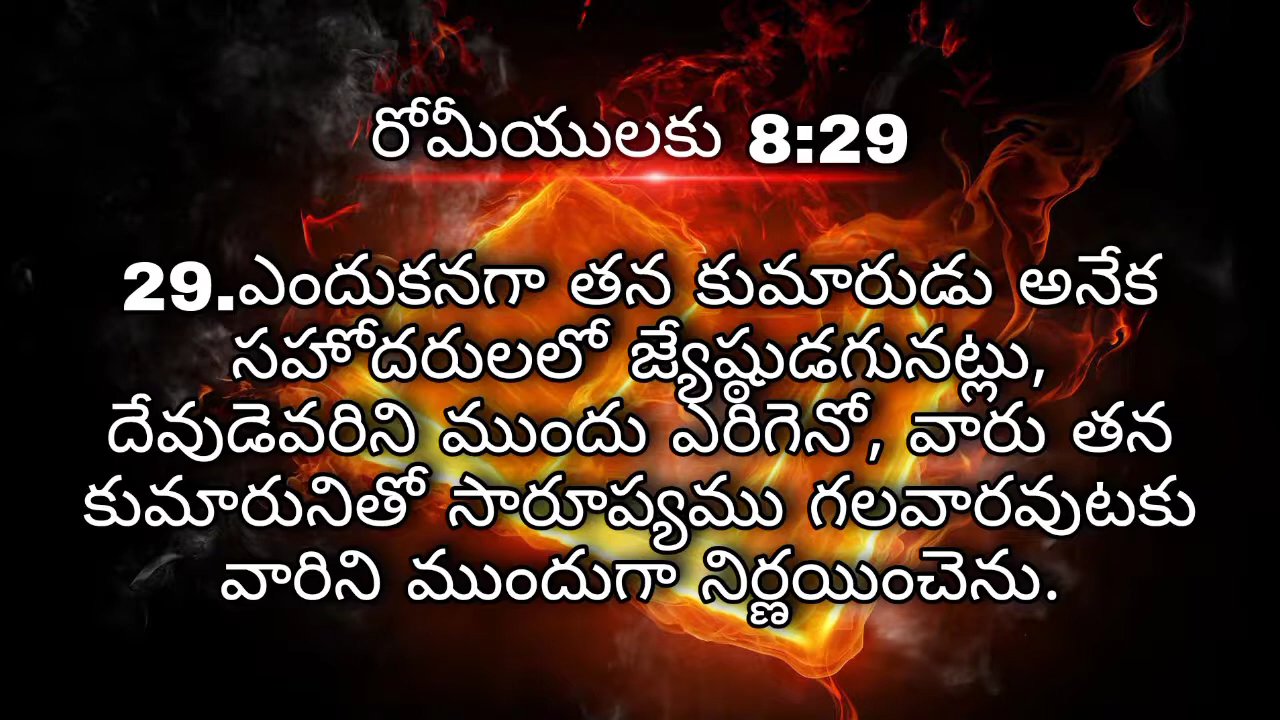 రోమీయులకు 8:29
29.ఎందుకనగా తన కుమారుడు అనేక
సహోదరులలో జ్యేష్ఠుడగునట్లు,
దేవుడెవరిని ముందు ఎరిగెనో, వారు తన
కుమారునితో సారూప్యము గలవారవుటకు
వారిని ముందుగా నిర్ణయించెను.